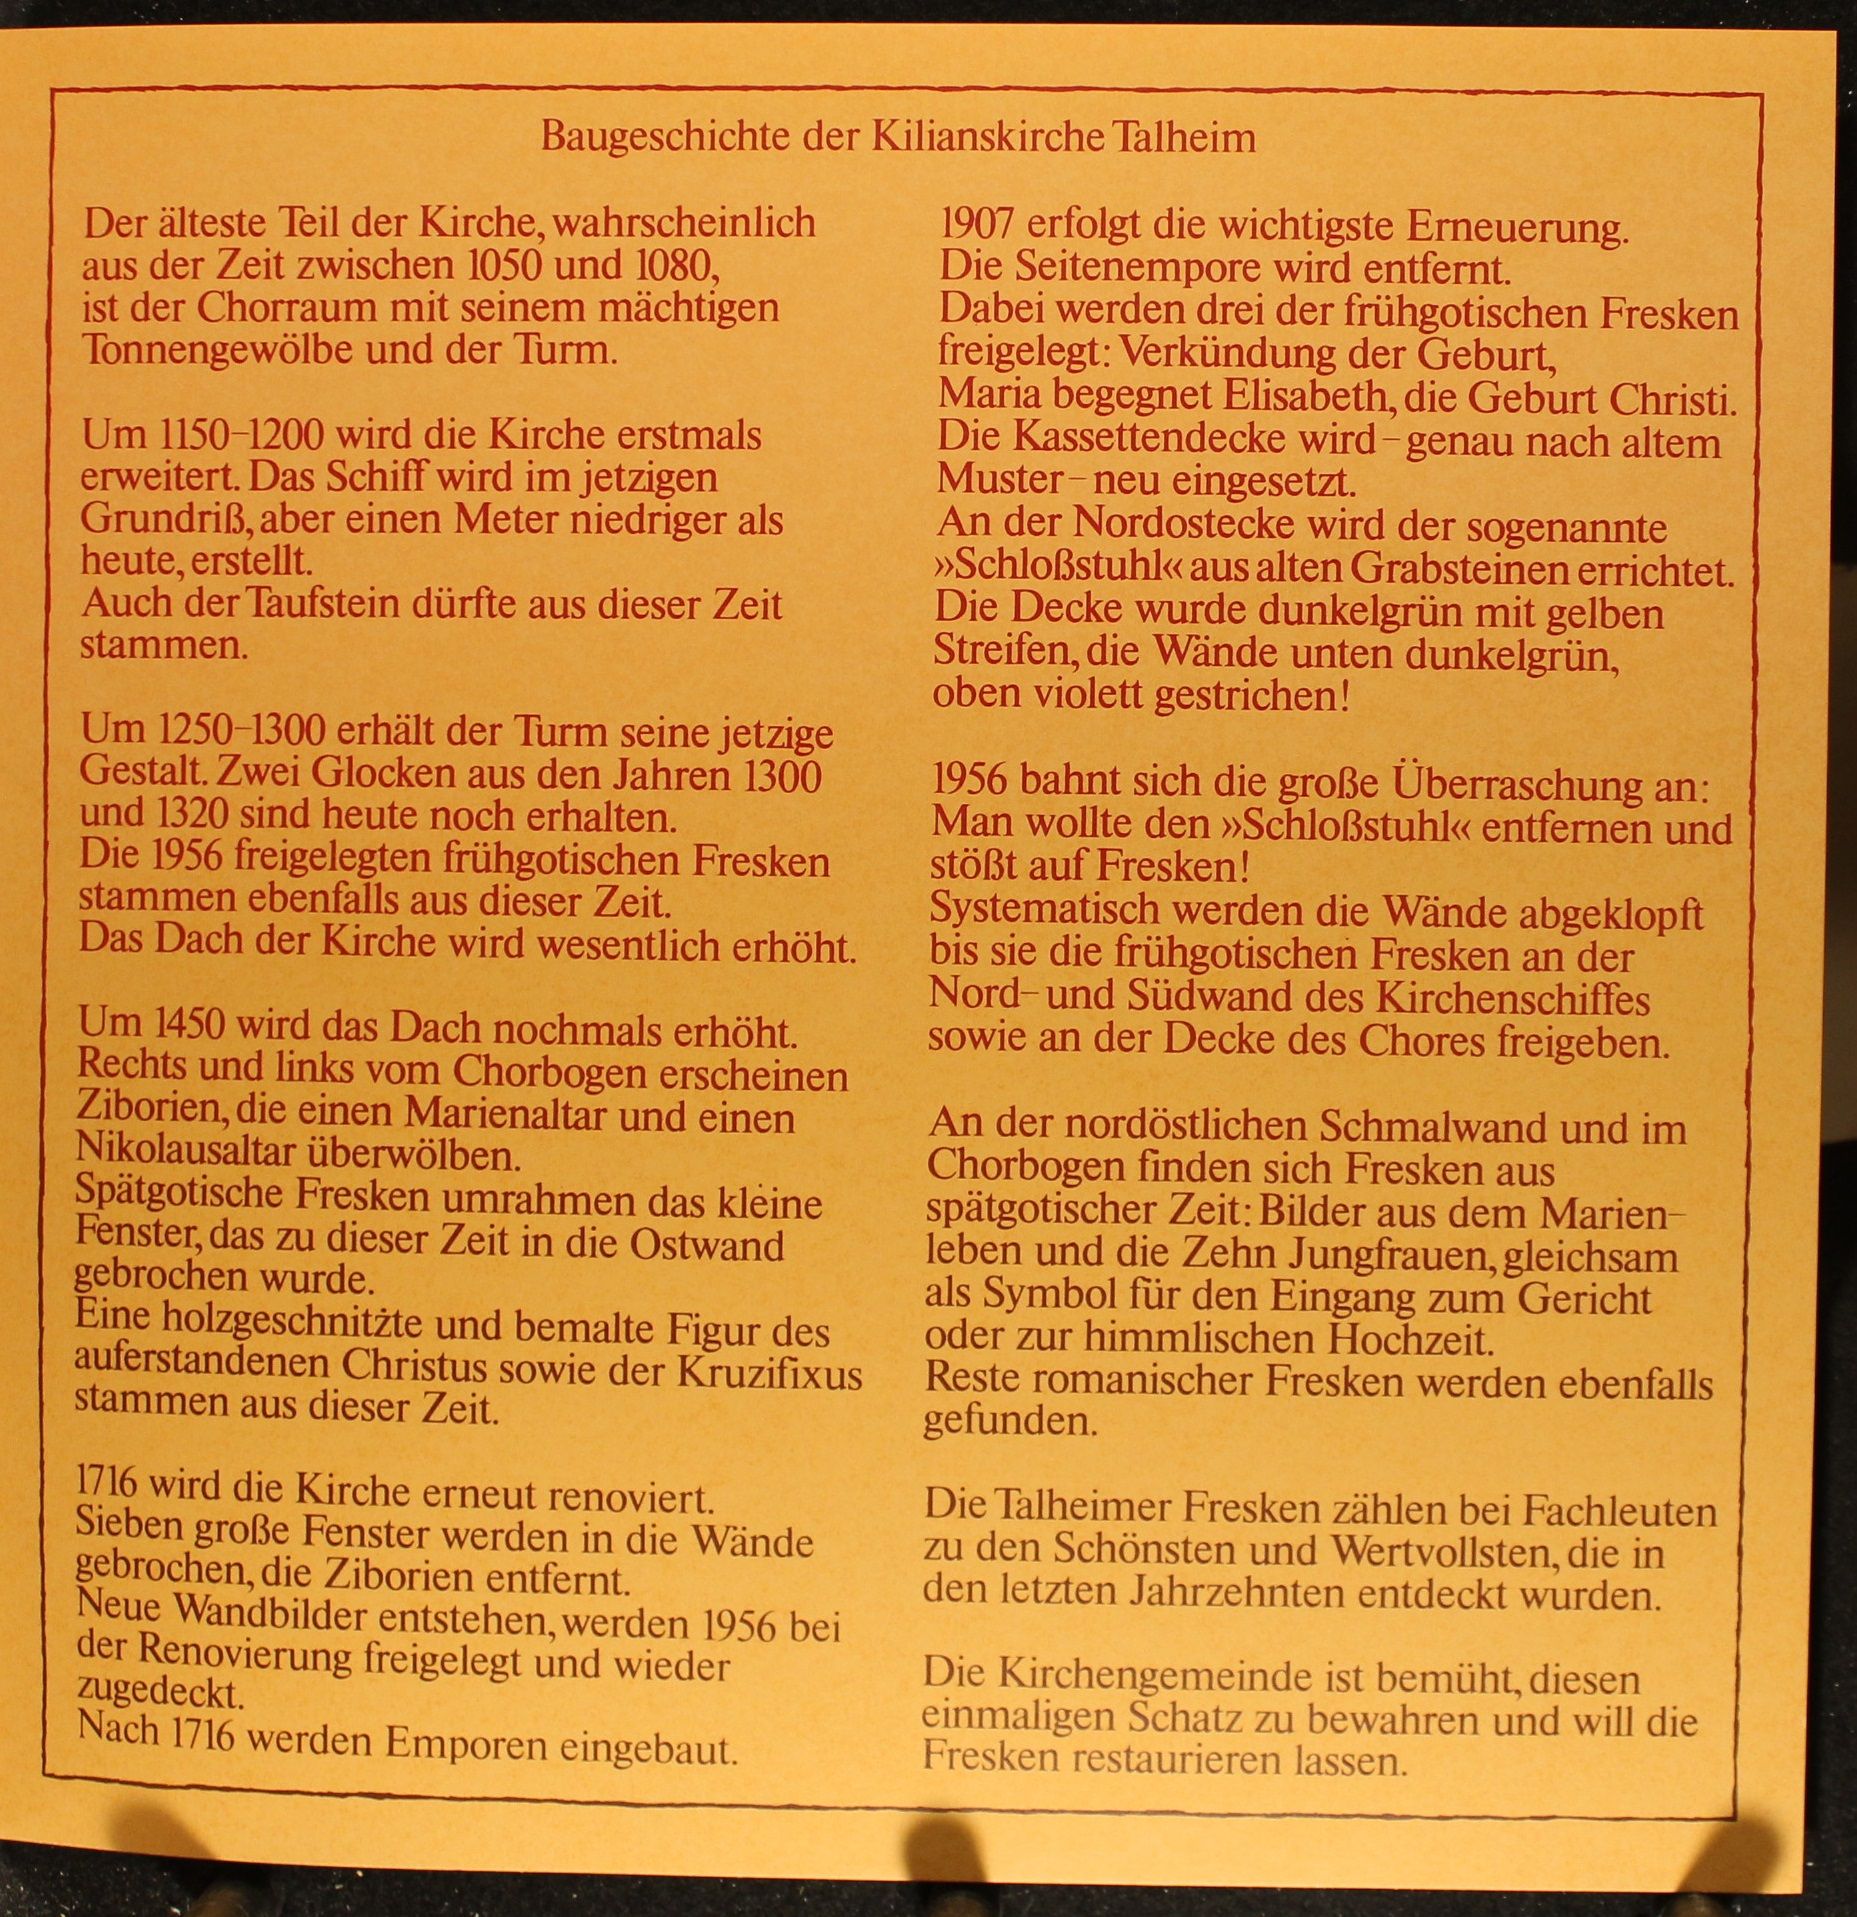 Baugeschichte der Kilianskirche Talheim
Der älteste Teil der Kirche, wahrscheinlich
aus der Zeit zwischen 1050 und 1080,
ist der Chorraum mit seinem mächtigen
Tonnengewölbe und der Turm.
Um 1150–1200 wird die Kirche erstmals
erweitert. Das Schiff wird im jetzigen
Grundriß, aber einen Meter niedriger als
heute, erstellt.
Auch der Taufstein dürfte aus dieser Zeit
stammen.
Um 1250–1300 erhält der Turm seine jetzige
Gestalt. Zwei Glocken aus den Jahren 1300
und 1320 sind heute noch erhalten.
Die 1956 freigelegten frühgotischen Fresken
stammen ebenfalls aus dieser Zeit.
Das Dach der Kirche wird wesentlich erhöht.
Um 1450 wird das Dach nochmals erhöht.
Rechts und links vom Chorbogen erscheinen
Ziborien, die einen Marienaltar und einen
Nikolausaltar überwölben.
Spätgotische Fresken umrahmen das kleine
Fenster, das zu dieser Zeit in die Ostwand
gebrochen wurde.
Eine holzgeschnitzte und bemalte Figur des
auferstandenen Christus sowie der Kruzifixus
stammen aus dieser Zeit.
1716 wird die Kirche erneut renoviert.
Sieben große Fenster werden in die Wände
gebrochen, die Ziborien entfernt.
Neue Wandbilder entstehen, werden 1956 bei
der Renovierung freigelegt und wieder
zugedeckt.
Nach 1716 werden Emporen eingebaut.
1907 erfolgt die wichtigste Erneuerung.
Die Seitenempore wird entfernt.
Dabei werden drei der frühgotischen Fresken
freigelegt: Verkündung der Geburt,
Maria begegnet Elisabeth, die Geburt Christi.
Die Kassettendecke wird – genau nach altem
Muster – neu eingesetzt.
An der Nordostecke wird der sogenannte
»Schloßstuhl« aus alten Grabsteinen errichtet.
Die Decke wurde dunkelgrün mit gelben
Streifen, die Wände unten dunkelgrün,
oben violett gestrichen!
1956 bahnt sich die große Überraschung an:
Man wollte den »Schloßstuhl« entfernen und
stößt auf Fresken!
Systematisch werden die Wände abgeklopft
bis sie die frühgotischen Fresken an der
Nord– und Südwand des Kirchenschiffes
sowie an der Decke des Chores freigeben.
An der nordöstlichen Schmalwand und im
Chorbogen finden sich Fresken aus
spätgotischer Zeit: Bilder aus dem Marien–
leben und die Zehn Jungfrauen, gleichsam
als Symbol für den Eingang zum Gericht
oder zur himmlischen Hochzeit.
Reste romanischer Fresken werden ebenfalls
gefunden.
Die Talheimer Fresken zählen bei Fachleuten
zu den Schönsten und Wertvollsten, die in
den letzten Jahrzehnten entdeckt wurden.
Die Kirchengemeinde ist bemüht, diesen
einmaligen Schatz zu bewahren und will die
Fresken restaurieren lassen.